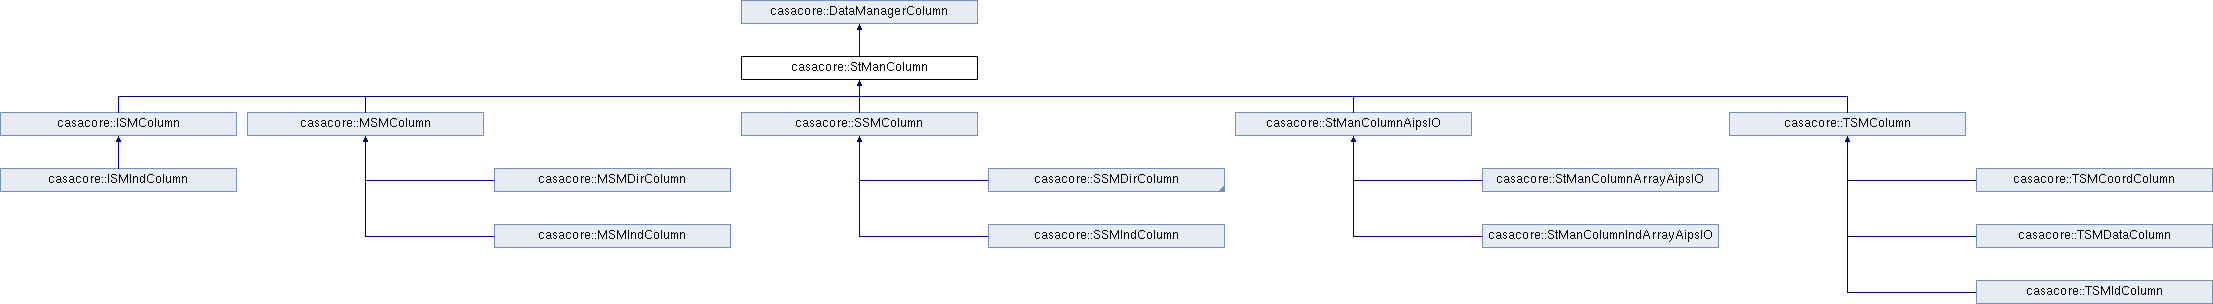 casacore::DataManagerColumn
casacore::StManColumn
casacore::ISMColumn
casacore::MSMColumn
casacore::SSMColumn
casacore::StManColumnAipsIO
casacore::TSMColumn
casacore::ISMIndColumn
casacore::MSMDirColumn
casacore::SSMDirColumn
casacore::StManColumnArrayAipsIO
casacore::TSMCoordColumn
casacore::MSMIndColumn
casacore::SSMIndColumn
casacore::StManColumnIndArrayAipsIO
casacore::TSMDataColumn
casacore::TSMIdColumn